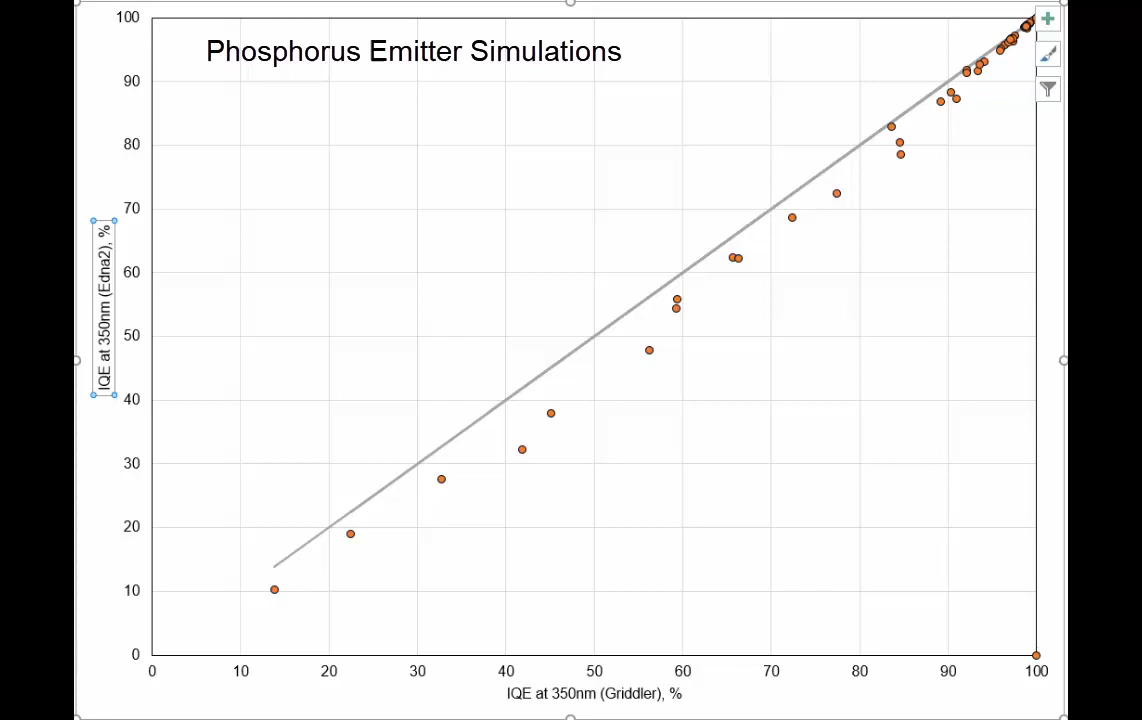 Phosphorus Emitter Simulations
100
90
80
70
60
50
40
30
20
10
0
IQE at 350nm (Edna2), %
0 10 20 30 40 50 60 70 80 90 100
IQE at 350nm (Griddler), %